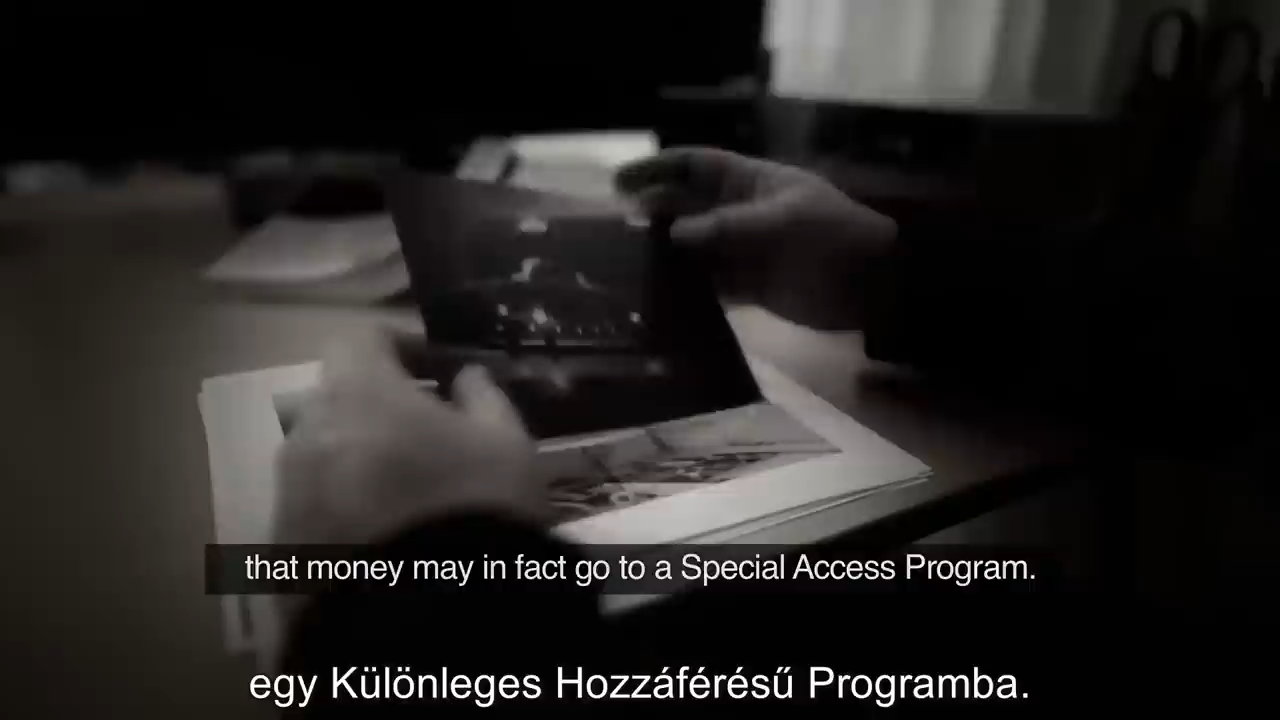 that money may in fact go to a Special Access Program.
egy Különleges Hozzáférésű Programba.